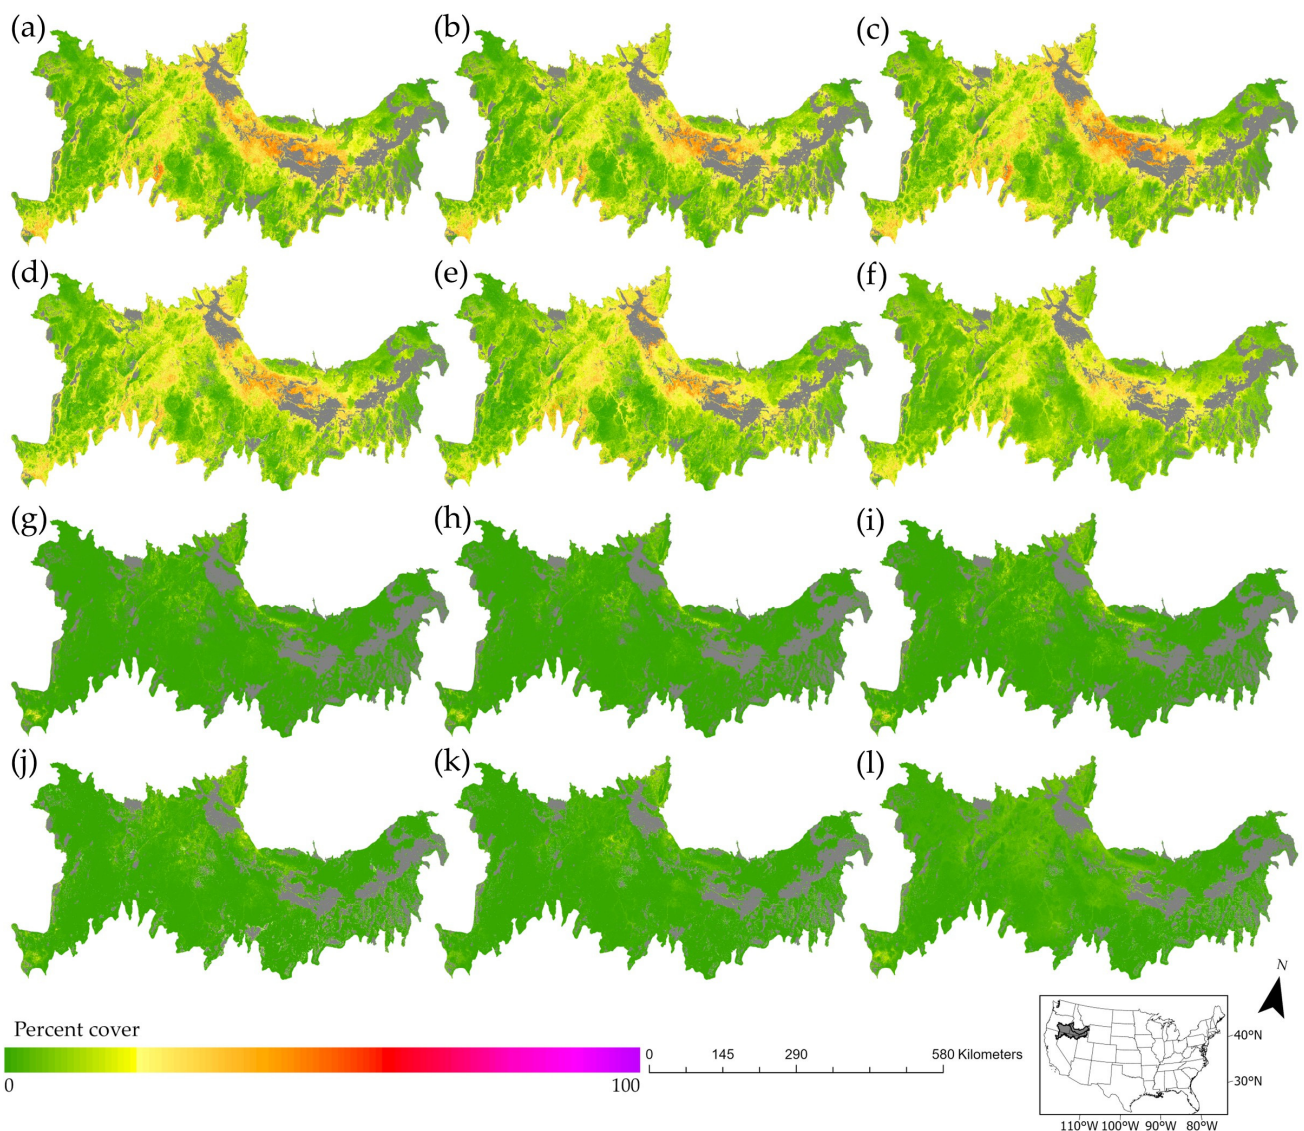 (a) (b) (c)
(d) (e) (f)
(g) (h) (i)
(j) (k) (l)
N
Percent cover
0 100
0 145 290 580 Kilometers
40°N
30°N
110°W 100°W 90°W 80°W